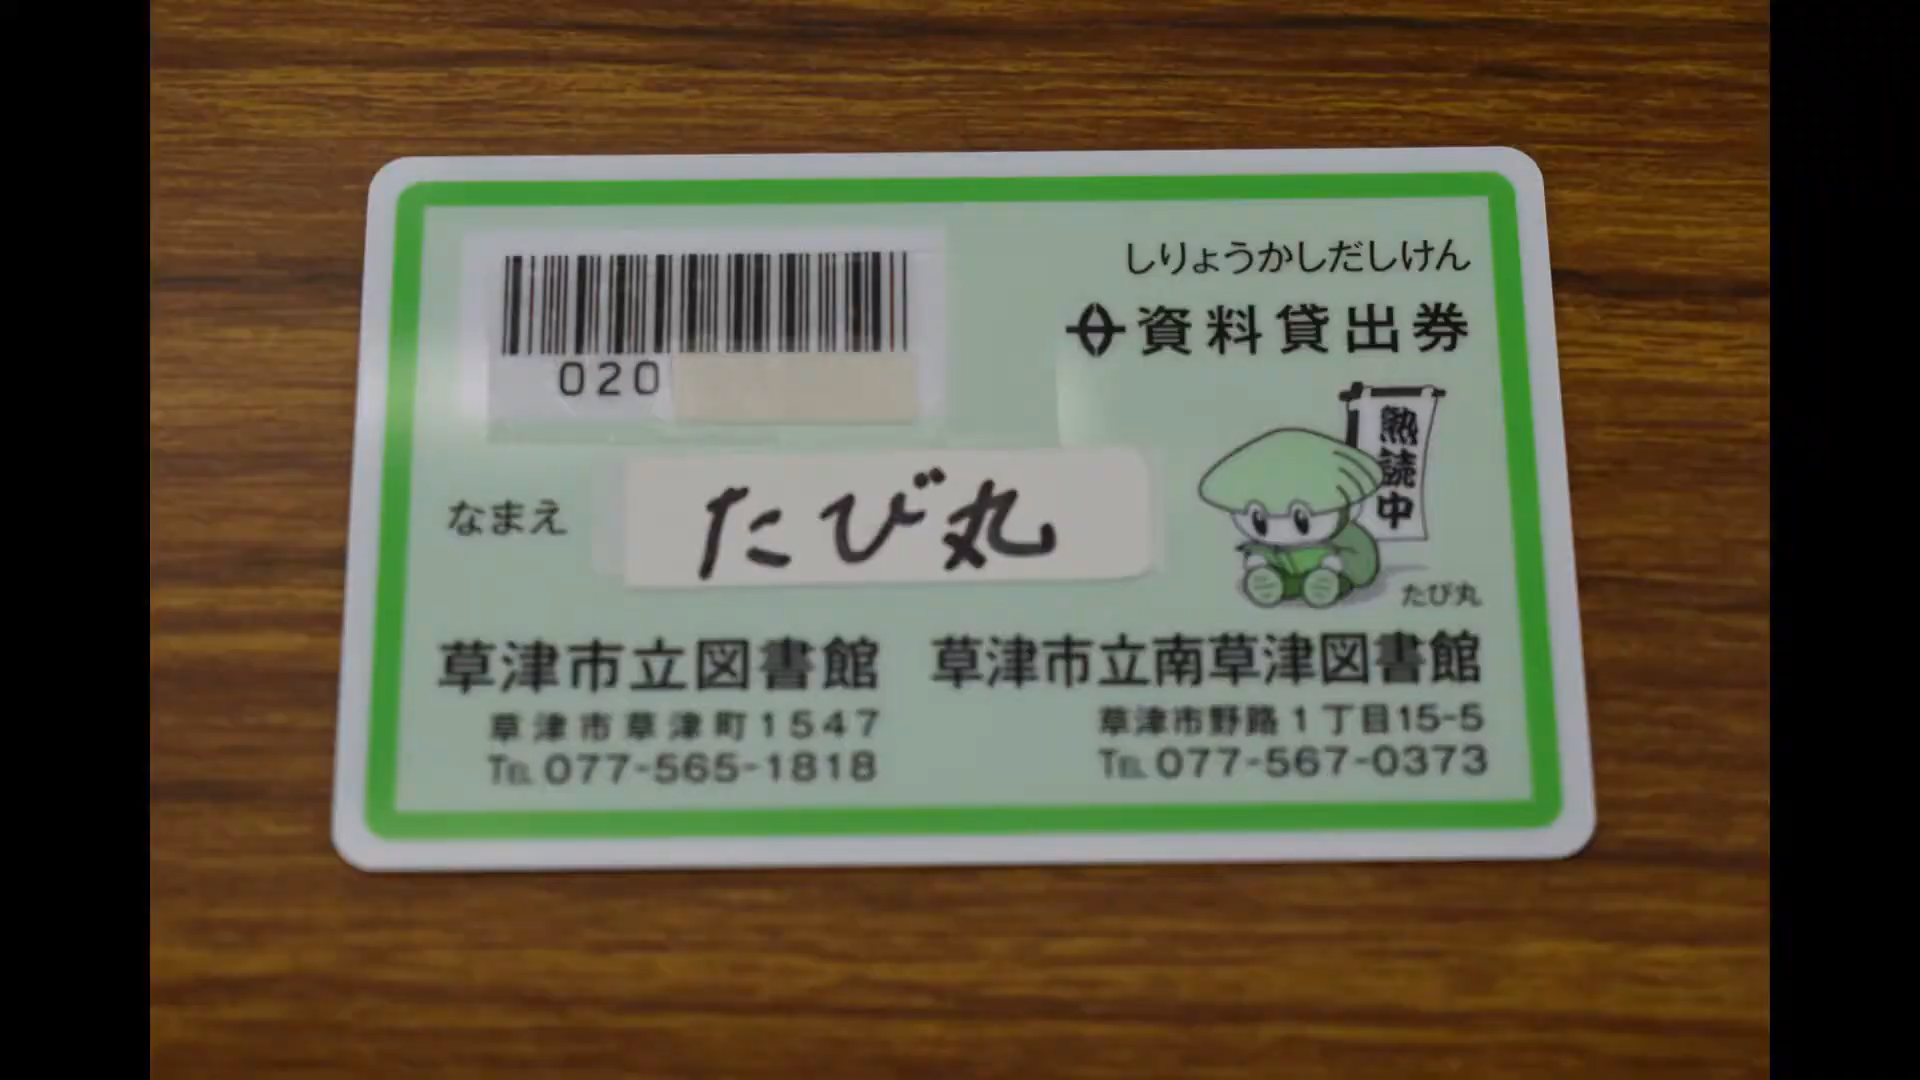 しりょうかしだしけん
資料貸出券
020
熟読中
なまえ
たび丸
たび丸
草津市立図書館
草津市草津町1547
TEL 077-565-1818
草津市立南草津図書館
草津市野路1丁目15-5
TEL 077-567-0373